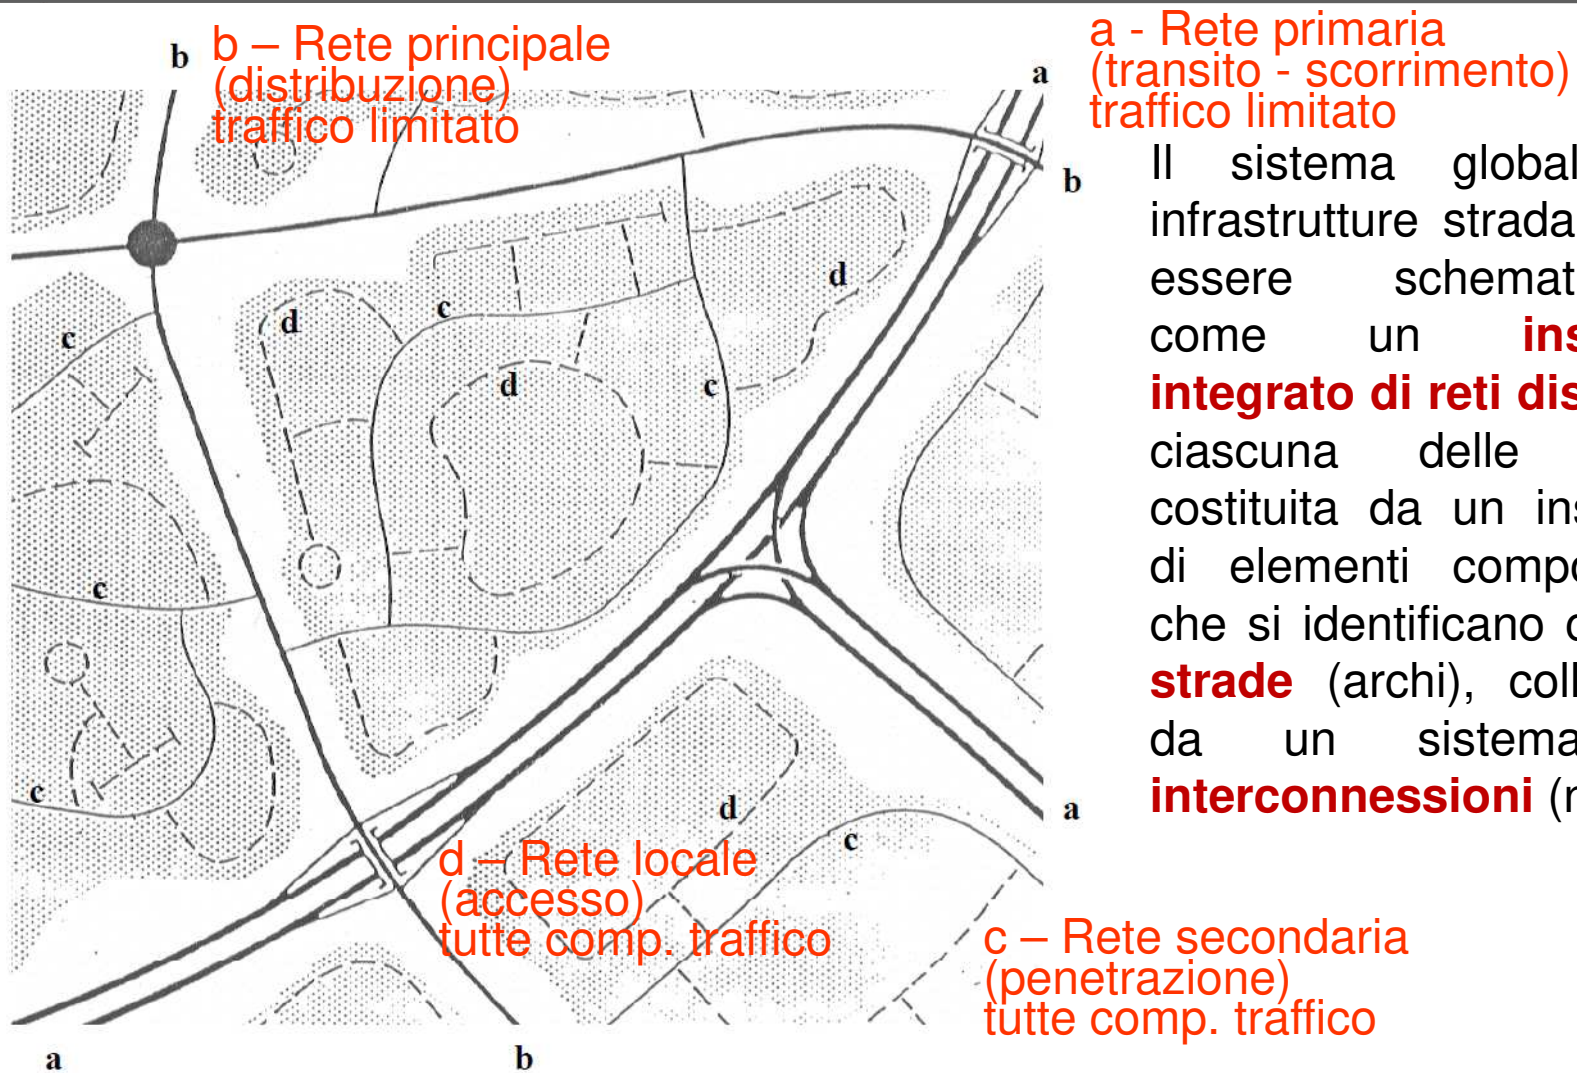 b – Rete principale
(distribuzione)
traffico limitato
a - Rete primaria
(transito - scorrimento)
traffico limitato
b
a
b
Il sistema global
infrastrutture strada
essere schemat
come un ins
integrato di reti dis
ciascuna delle
costituita da un ins
di elementi compo
che si identificano
strade (archi), coll
da un sistema
interconnessioni (
c
d
c
d
d
c
c
c
d
c
a
d – Rete locale
(accesso)
tutte comp. traffico
c – Rete secondaria
(penetrazione)
tutte comp. traffico
a
b